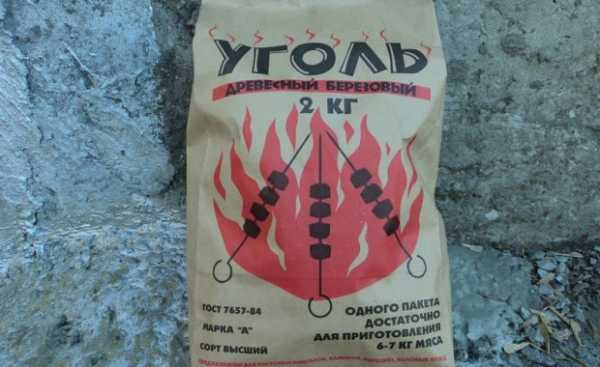 УГОЛЬ
ДРЕВЕСНЫЙ БЕРЕЗОВЫЙ
2 КГ
ГОСТ 7657-84
МАРКА "А"
СОРТ ВЫСШИЙ
ОДНОГО ПАКЕТА
ДОСТАТОЧНО
ДЛЯ ПРИГОТОВЛЕНИЯ
6-7 КГ МЯСА